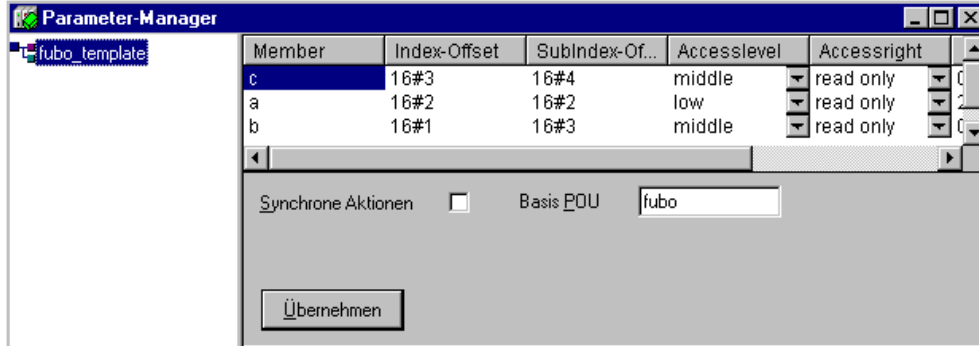 Parameter-Manager
fubo_template
Member Index-Offset SubIndex-Of... Accesslevel Accessright
c 16#3 16#4 middle read only
a 16#2 16#2 low read only
b 16#1 16#3 middle read only
Synchrone Aktionen Basis POU fubo
Übernehmen